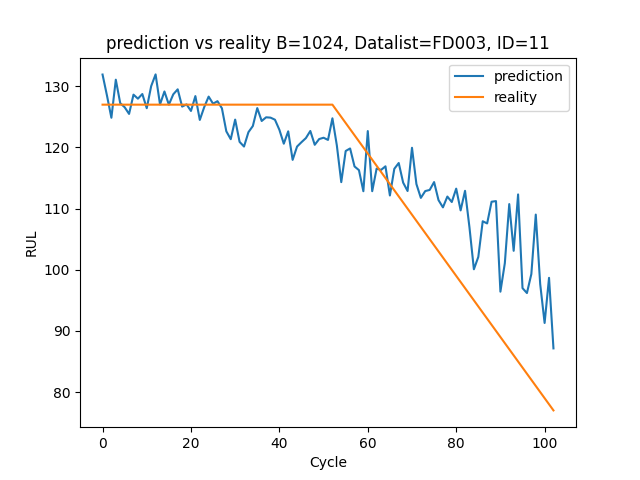 prediction vs reality B=1024, Datalist=FD003, ID=11
prediction
reality
RUL
130
120
110
100
90
80
0 20 40 60 80 100
Cycle